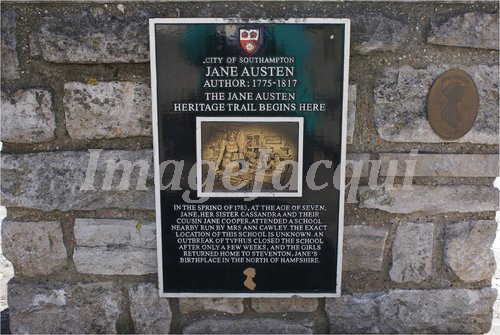 CITY OF SOUTHAMPTON
JANE AUSTEN
AUTHOR: 1775-1817
THE JANE AUSTEN
HERITAGE TRAIL BEGINS HERE
ImageJacqui
IN THE SPRING OF 1783, AT THE AGE OF SEVEN,
JANE, HER SISTER CASSANDRA AND THEIR
COUSIN JANE COOPER, ATTENDED A SCHOOL
NEARBY RUN BY MRS ANN CAWLEY. THE EXACT
LOCATION OF THIS SCHOOL IS UNKNOWN. AN
OUTBREAK OF TYPHUS CLOSED THE SCHOOL
AFTER ONLY A FEW WEEKS, AND THE GIRLS
RETURNED HOME TO STEVENTON, JANE'S
BIRTHPLACE IN THE NORTH OF HAMPSHIRE.